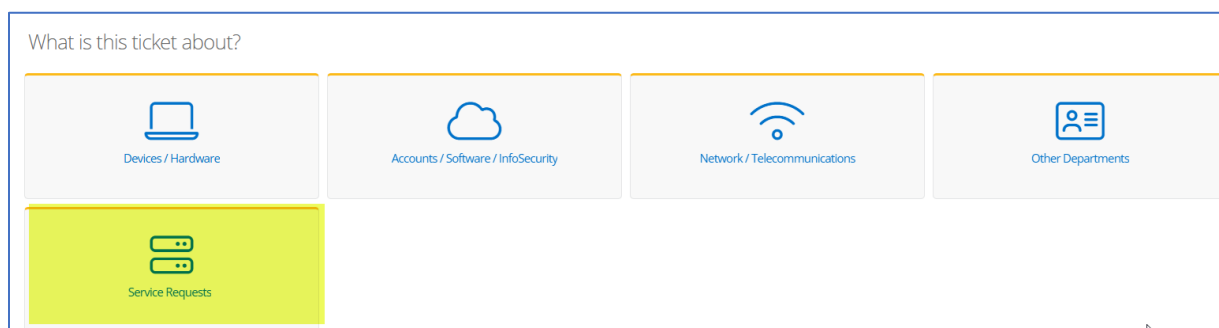 What is this ticket about?
Devices / Hardware
Accounts / Software / InfoSecurity
Network / Telecommunications
Other Departments
Service Requests